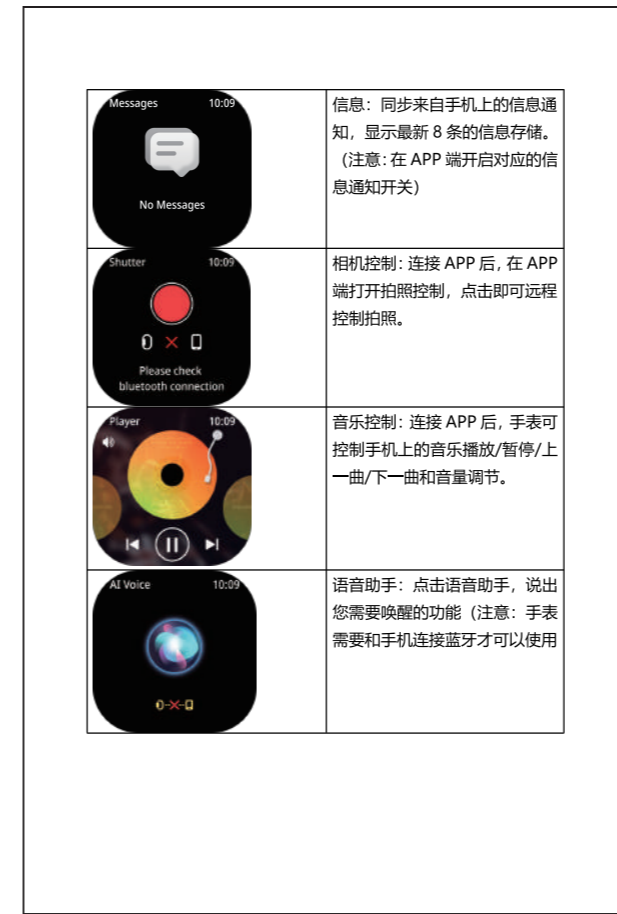 Messages 10:09
No Messages
信息：同步来自手机上的信息通
知，显示最新 8 条的信息存储。
（注意：在 APP 端开启对应的信
息通知开关）
Shutter 10:09
Please check
bluetooth connection
相机控制：连接 APP 后，在 APP
端打开拍照控制，点击即可远程
控制拍照。
Player 10:09
音乐控制：连接 APP 后，手表可
控制手机上的音乐播放/暂停/上
一曲/下一曲和音量调节。
AI Voice 10:09
语音助手：点击语音助手，说出
您需要唤醒的功能（注意：手表
需要和手机连接蓝牙才可以使用